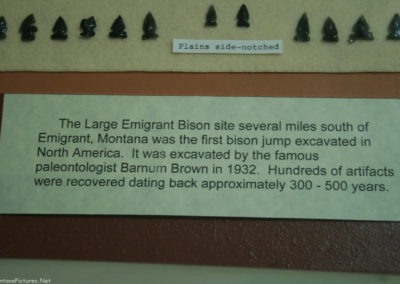 Plains side-notched
The Large Emigrant Bison site several miles south of
Emigrant, Montana was the first bison jump excavated in
North America. It was excavated by the famous
paleontologist Barnum Brown in 1932. Hundreds of artifacts
were recovered dating back approximately 300 - 500 years.